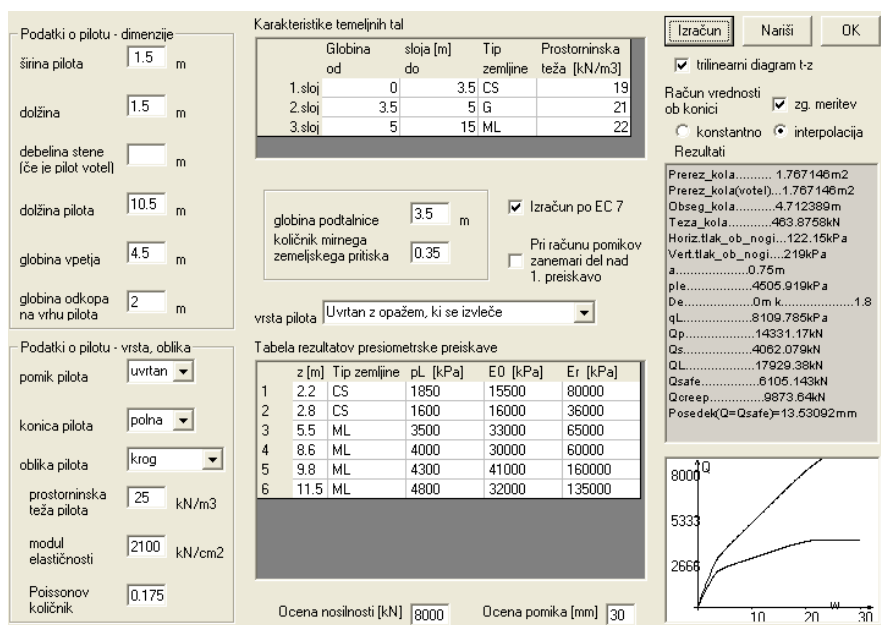 Podatki o pilotu - dimenzije
širina pilota 1.5 m
dolžina 1.5 m
debelina stene
(če je pilot votel) m
dolžina pilota 10.5 m
globina vpetja 4.5 m
globina odkopa
na vrhu pilota 2 m
Podatki o pilotu - vrsta, oblika
pomik pilota uvrtan
konica pilota polna
oblika pilota krog
prostorninska
teža pilota 25 kN/m3
modul
elastičnosti 2100 kN/cm2
Poissonov
količnik 0.175
Karakteristike temeljnih tal
Globina sloja [m] Tip Prostorninska
od do zemljine teža [kN/m3]
1.sloj 0 3.5 CS 19
2.sloj 3.5 5 G 21
3.sloj 5 15 ML 22
globina podtalnice 3.5 m
količnik mirnega
zemeljskega pritiska 0.35
Izračun po EC 7
Pri računu pomikov
zanemari del nad
1. preiskavo
vrsta pilota Uvrtan z opažem, ki se izvleče
Tabela rezultatov presiometrske preiskave
z [m] Tip zemljine pL [kPa] E0 [kPa] Er [kPa]
1 2.2 CS 1850 15500 80000
2 2.8 CS 1600 16000 36000
3 5.5 ML 3500 33000 65000
4 8.6 ML 4000 30000 60000
5 9.8 ML 4300 41000 160000
6 11.5 ML 4800 32000 135000
Ocena nosilnosti [kN] 8000 Ocena pomika [mm] 30
Izračun Nariši OK
trilinearni diagram t-z
Račun vrednosti
ob konici zg. meritev
konstantno interpolacija
Rezultati
Prerez_kola.......... 1.767146m2
Prerez_kola(votel)...1.767146m2
Obseg_kola..........4.712389m
Teza_kola..........463.8758kN
Horiz.tlak_ob_nogi...122.15kPa
Vert.tlak_ob_nogi....219kPa
a....................0.75m
ple..................4505.919kPa
De...................0m k....................1.8
qL...................8109.785kPa
Qp...................14331.17kN
Qs...................4062.079kN
QL...................17929.38kN
Qsafe................6105.143kN
Qcreep...............9873.64kN
Posedek(Q=Qsafe)=13.53092mm
8000 Q
5333
2666
w
10 20 30